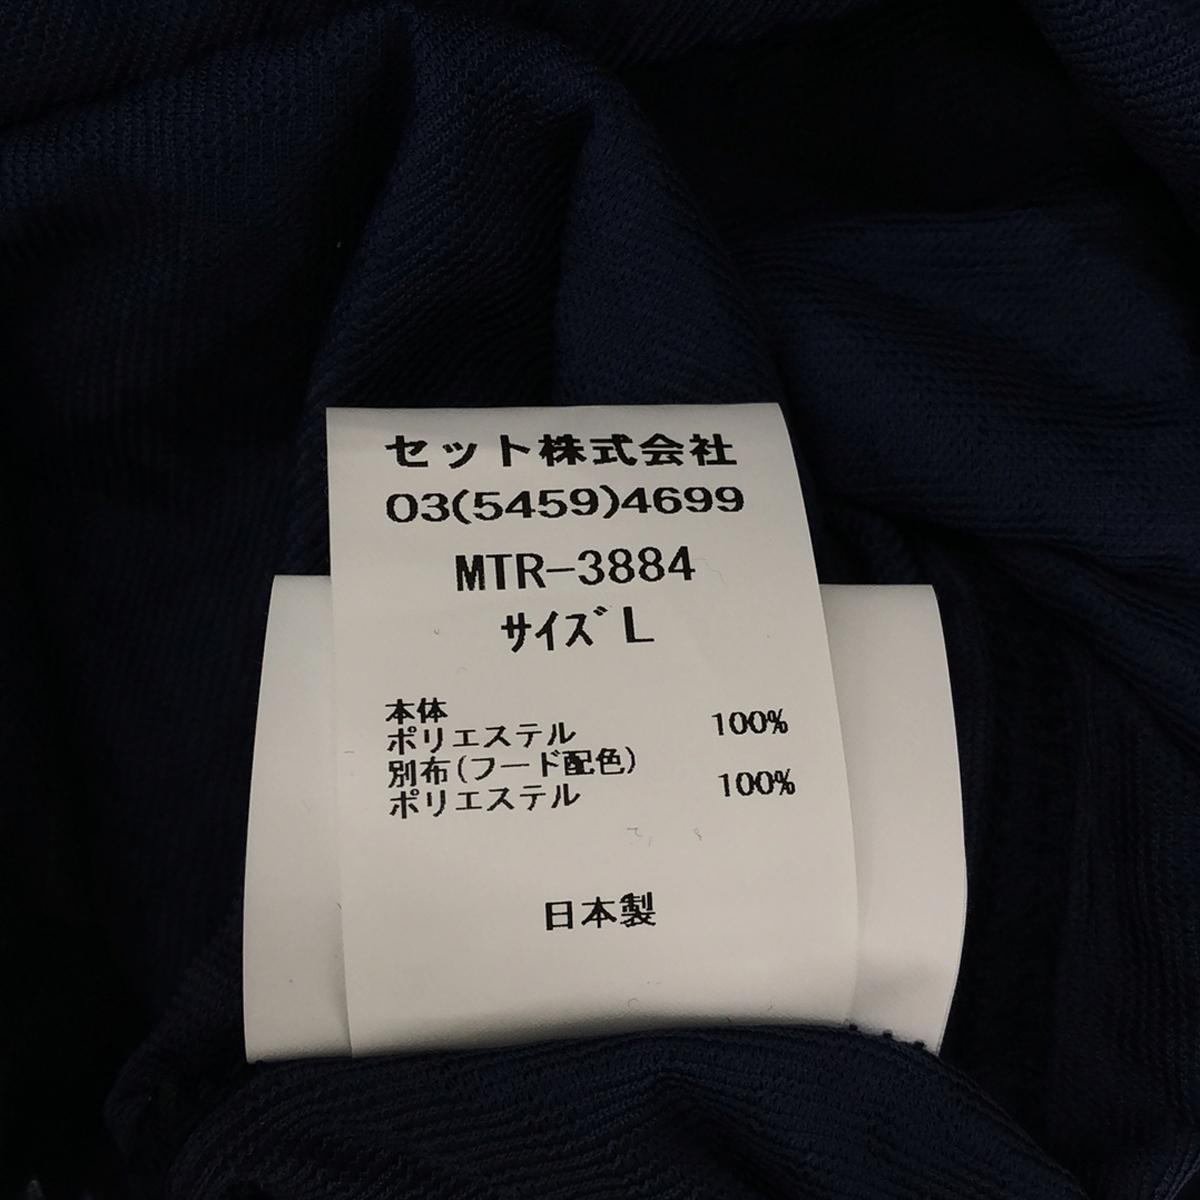 セット株式会社
03(5459)4699
MTR-3884
サイズ L
本体
ポリエステル 100%
別布(フード配色)
ポリエステル 100%
日本製